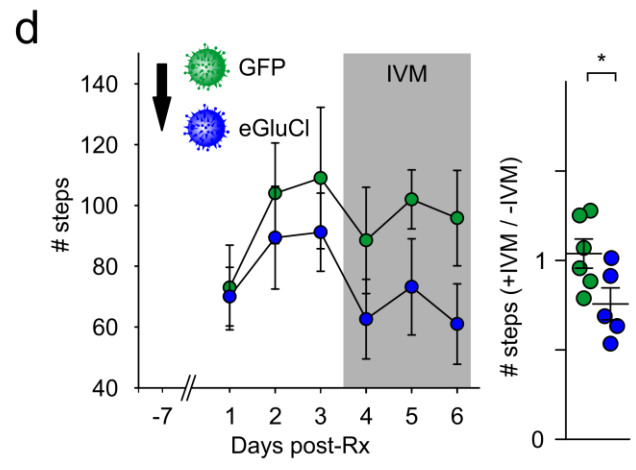 d
GFP
eGluCl
IVM
# steps
140
120
100
80
60
40
-7
1 2 3 4 5 6
Days post-Rx
*
# steps (+IVM / -IVM)
1
0